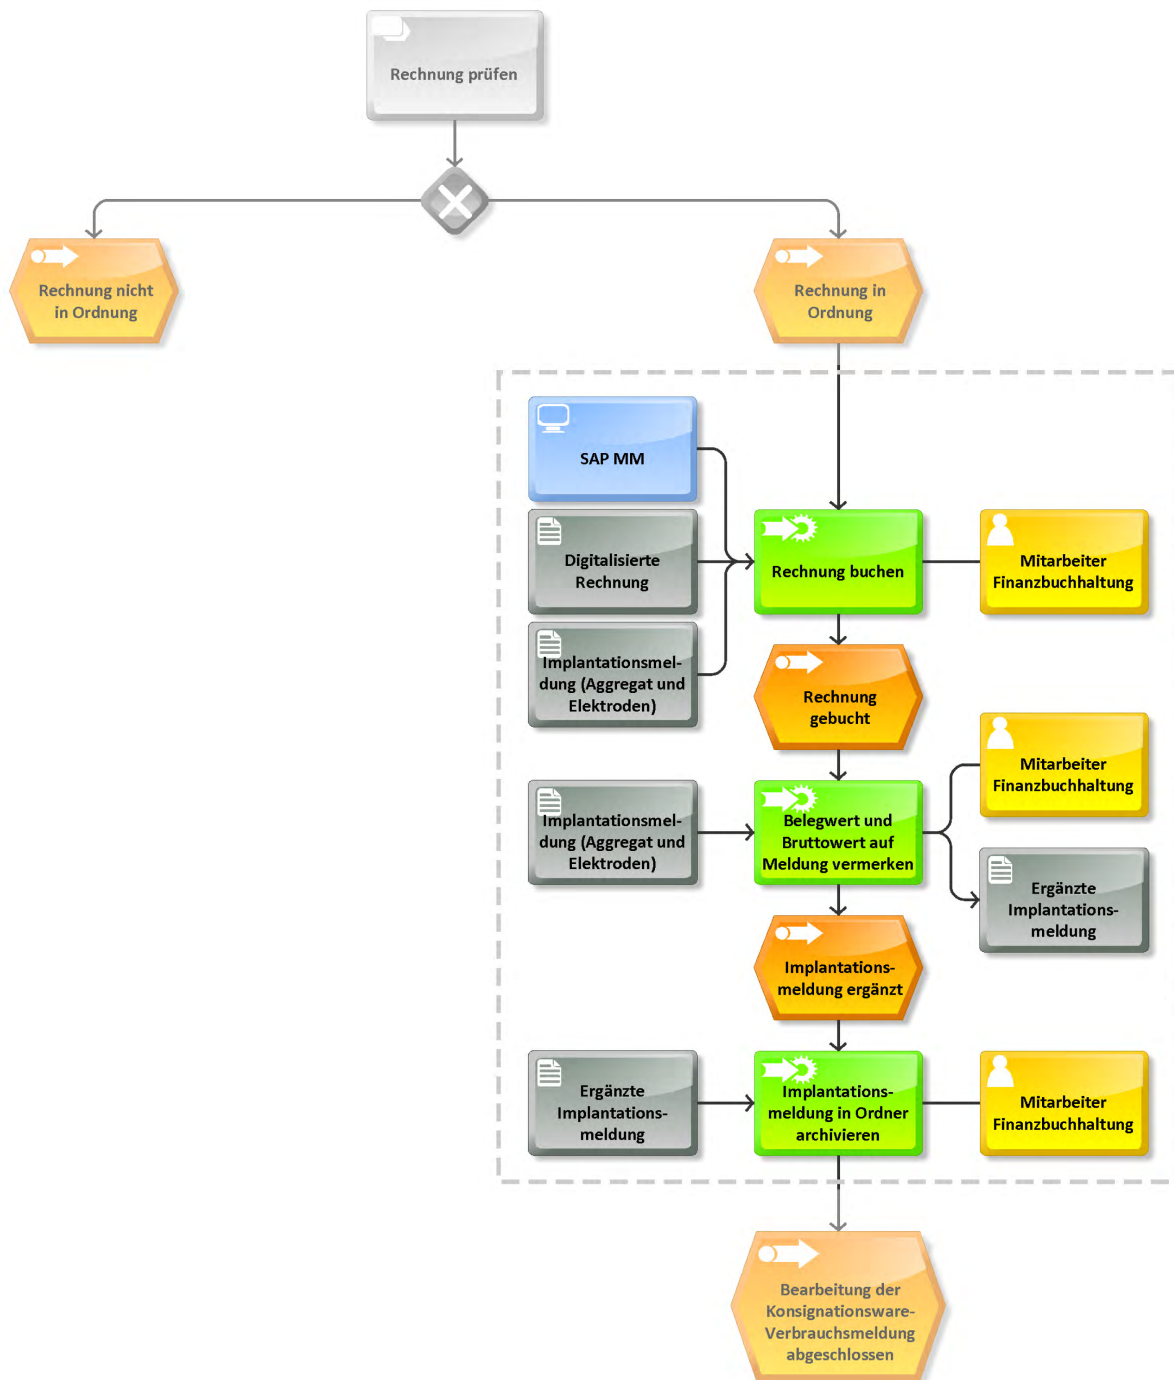 Rechnung prüfen
Rechnung nicht
in Ordnung
Rechnung in
Ordnung
SAP MM
Digitalisierte
Rechnung
Implantationsmel-
dung (Aggregat und
Elektroden)
Rechnung buchen
Mitarbeiter
Finanzbuchhaltung
Rechnung
gebucht
Implantationsmel-
dung (Aggregat und
Elektroden)
Belegwert und
Bruttowert auf
Meldung vermerken
Mitarbeiter
Finanzbuchhaltung
Ergänzte
Implantations-
meldung
Implantations-
meldung ergänzt
Ergänzte
Implantations-
meldung
Implantations-
meldung in Ordner
archivieren
Mitarbeiter
Finanzbuchhaltung
Bearbeitung der
Konsignationsware-
Verbrauchsmeldung
abgeschlossen